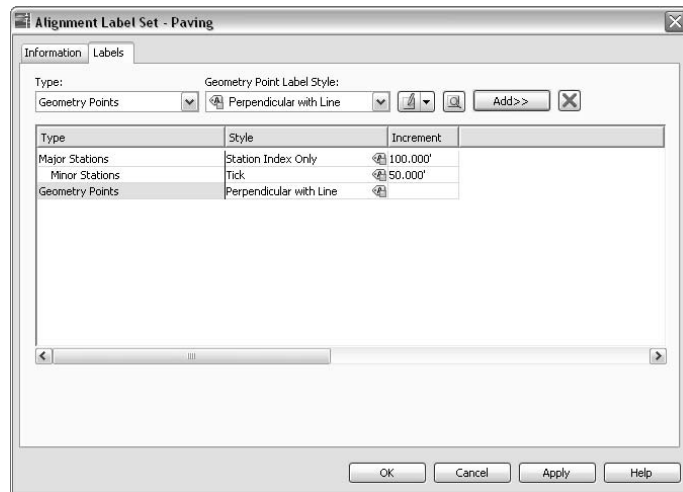 Alignment Label Set - Paving
Information Labels
Type: Geometry Point Label Style:
Geometry Points Perpendicular with Line Add>>
Type Style Increment
Major Stations Station Index Only 100.000'
Minor Stations Tick 50.000'
Geometry Points Perpendicular with Line
OK Cancel Apply Help